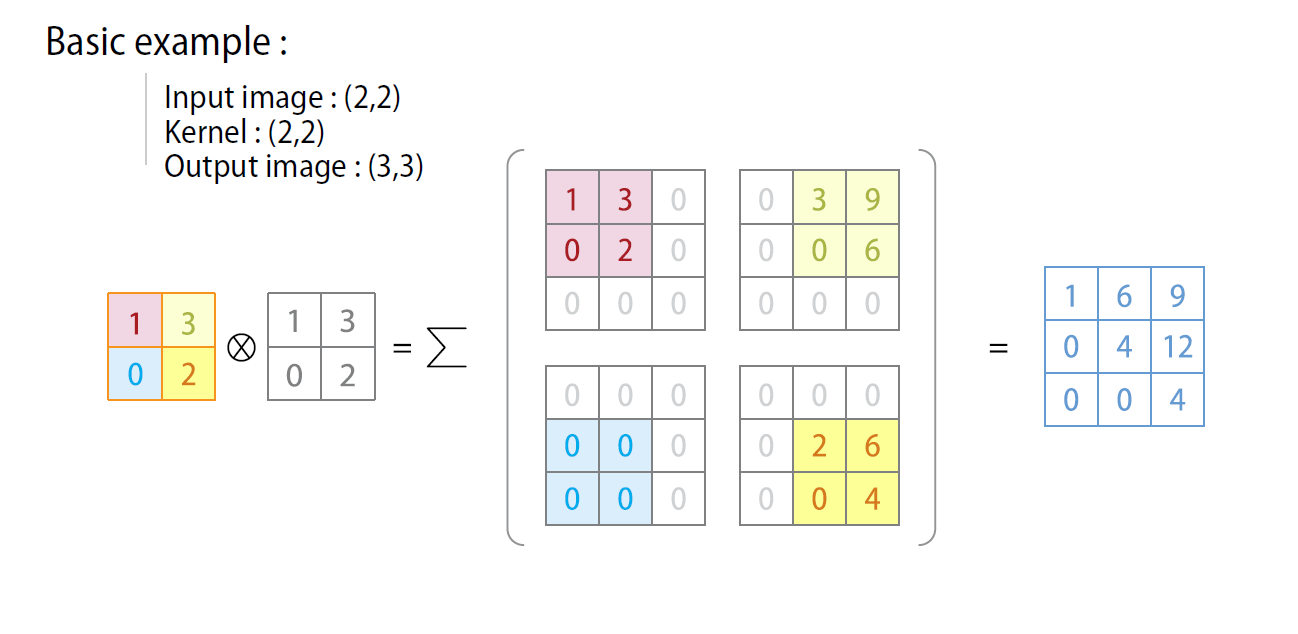 Basic example :
Input image : (2,2)
Kernel : (2,2)
Output image : (3,3)
1 3 0
0 2 0
0 0 0
0 3 9
0 0 6
0 0 0
1 3
0 2
⊗
1 3
0 2
= ∑
0 0 0
0 0 0
0 0 0
0 0 0
0 2 6
0 0 4
=
1 6 9
0 4 12
0 0 4